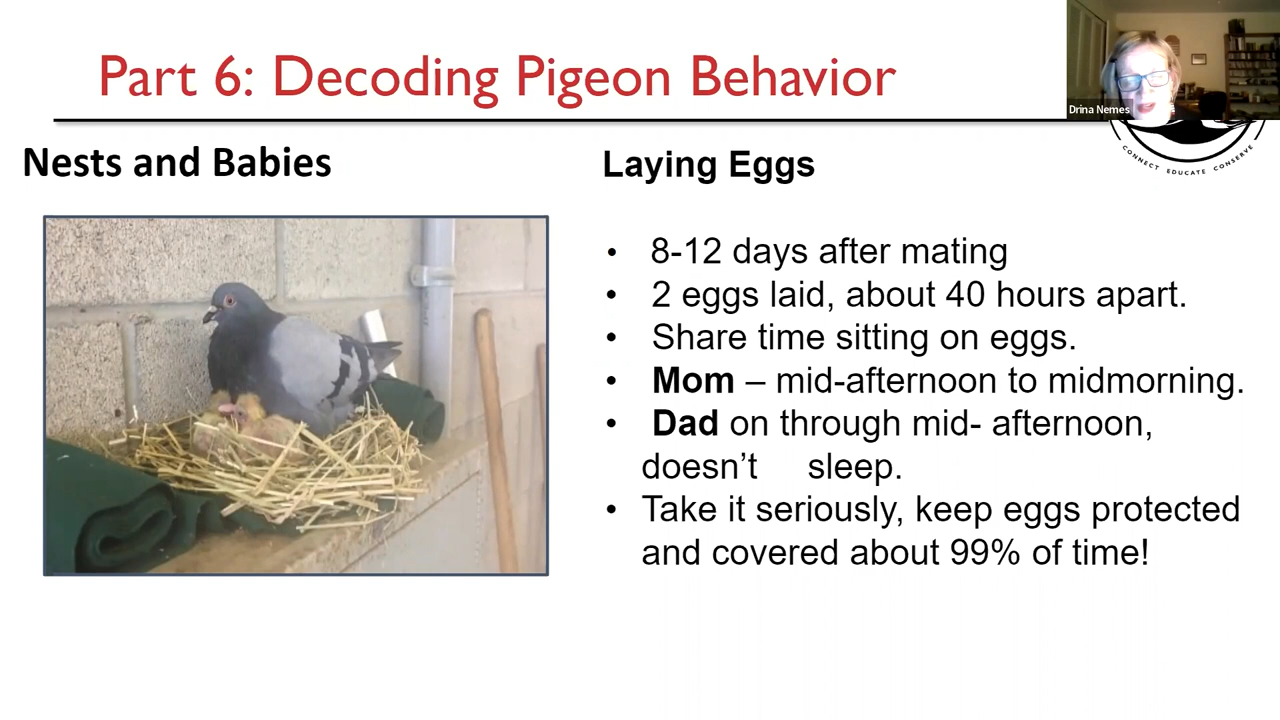 Part 6: Decoding Pigeon Behavior
Drina Nemes
CONNECT EDUCATE CONSERVE
Nests and Babies
Laying Eggs
• 8-12 days after mating
• 2 eggs laid, about 40 hours apart.
• Share time sitting on eggs.
• Mom – mid-afternoon to midmorning.
• Dad on through mid- afternoon,
doesn’t sleep.
• Take it seriously, keep eggs protected
and covered about 99% of time!